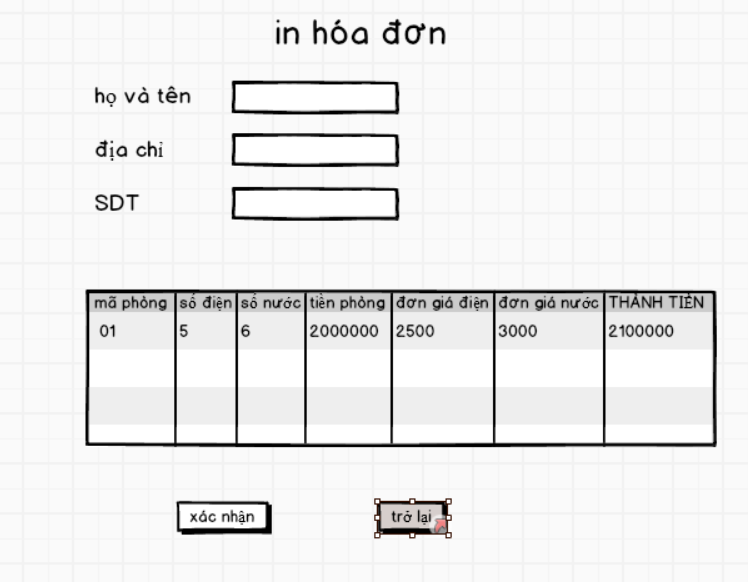 in hóa đơn
họ và tên
địa chỉ
SDT
mã phòng số điện số nước tiền phòng đơn giá điện đơn giá nước THÀNH TIỀN
01 5 6 2000000 2500 3000 2100000
xác nhận trở lại